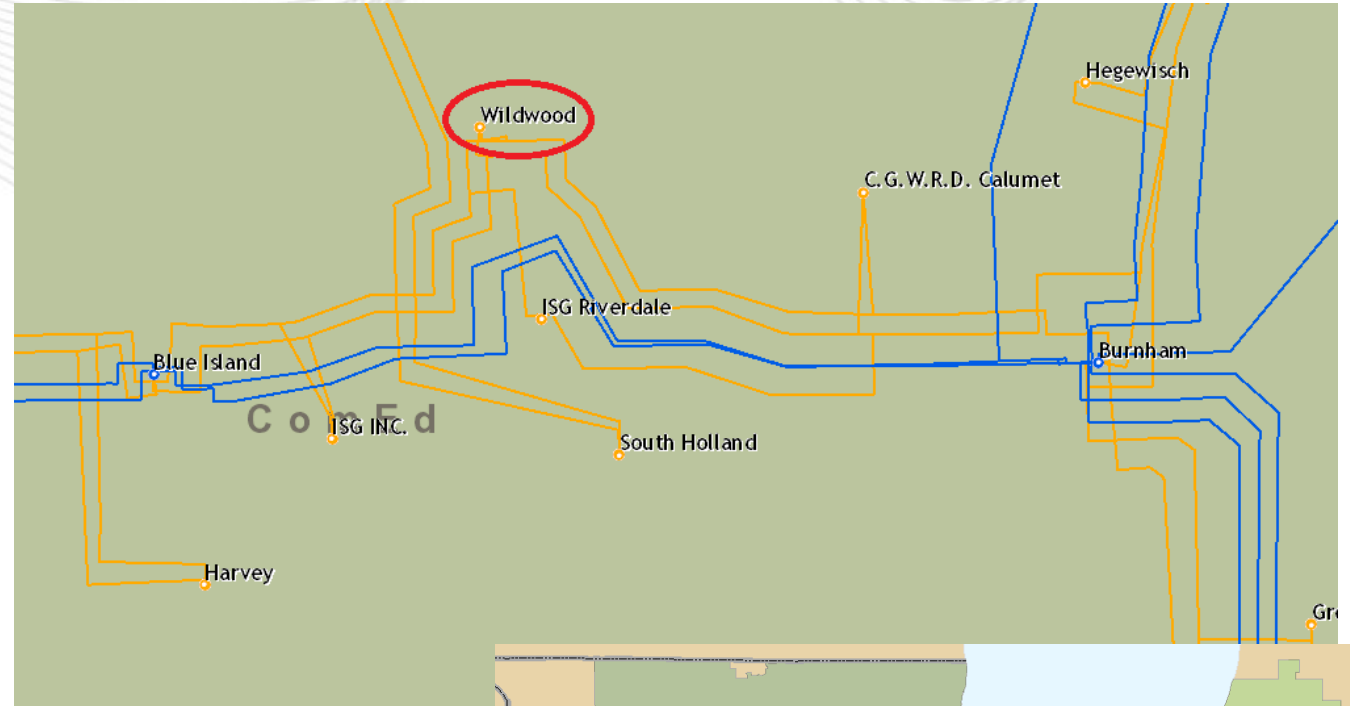 Hegewisch
Wildwood
C.G.W.R.D. Calumet
ISG Riverdale
Burnham
Blue Island
ComEd
ISG INC.
South Holland
Harvey